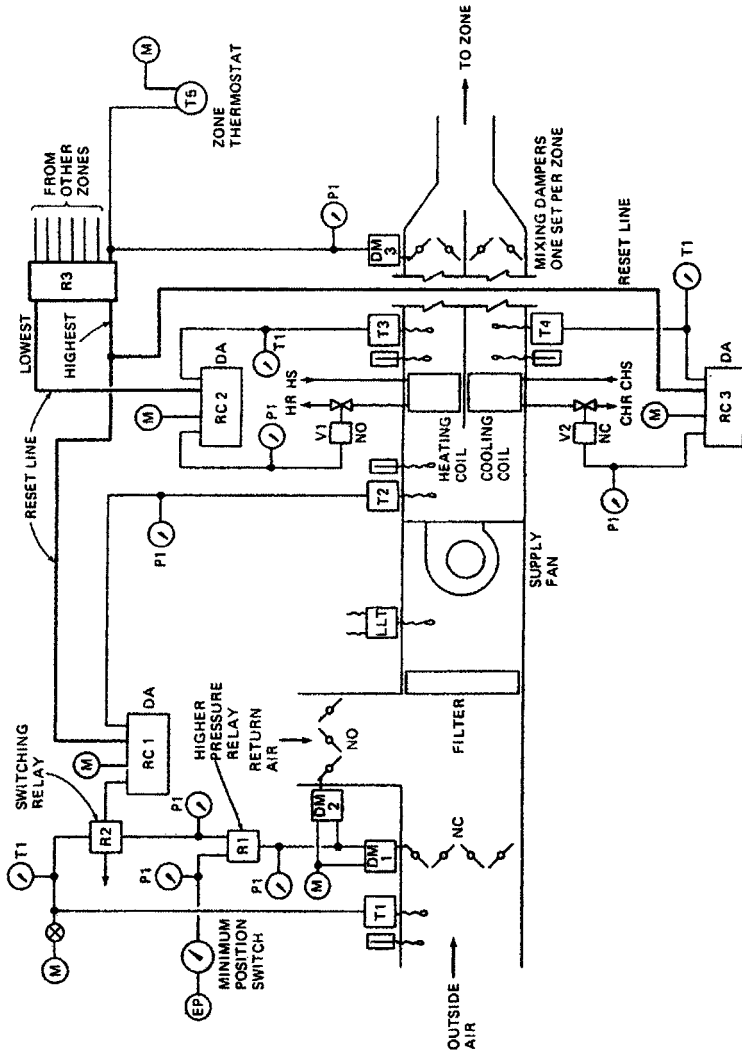 M
T5
ZONE
THERMOSTAT
FROM
OTHER
ZONES
R3
LOWEST
HIGHEST
RESET LINE
P1
DM
3
TO ZONE
MIXING DAMPERS
ONE SET PER ZONE
RESET LINE
T1
T3
T1
T4
DA
RC 2
M
P1
HR HS
V1
NO
HEATING
COIL
COOLING
COIL
V2
NC
CHR CHS
M
DA
RC 3
P1
P1
T2
SUPPLY
FAN
LLT
FILTER
SWITCHING
RELAY
DA
RC 1
M
HIGHER
PRESSURE
RELAY
RETURN
AIR
NO
T1
R2
P1
R1
P1
P1
M
DM
2
DM
1
M
NC
MINIMUM
POSITION
SWITCH
EP
T1
OUTSIDE
AIR